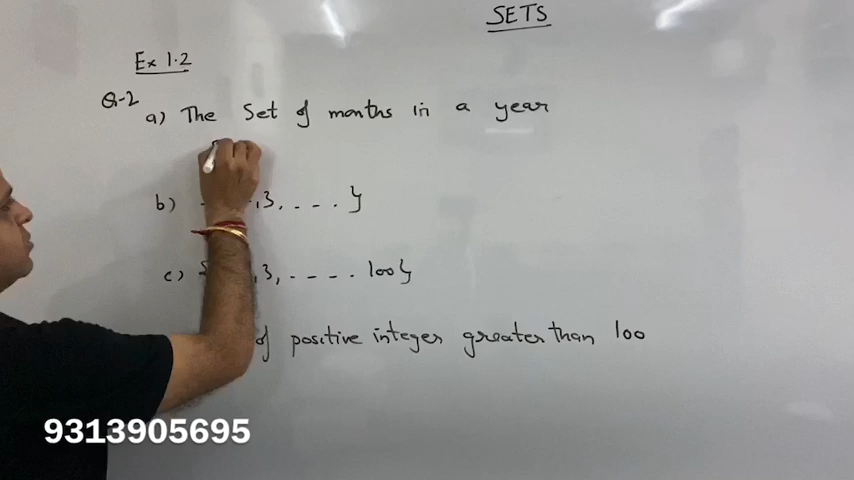 SETS
Ex 1.2
Q-2
a) The Set of months in a year
b) ,3, .... }
c) { ,3, .... 100}
of positive integer greater than 100
9313905695